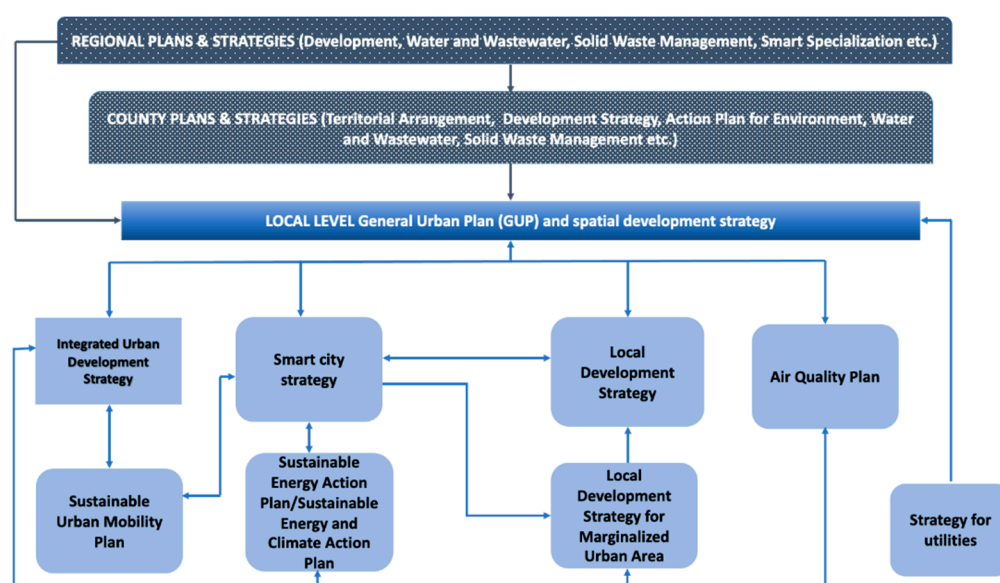 REGIONAL PLANS & STRATEGIES (Development, Water and Wastewater, Solid Waste Management, Smart Specialization etc.)
COUNTY PLANS & STRATEGIES (Territorial Arrangement, Development Strategy, Action Plan for Environment, Water
and Wastewater, Solid Waste Management etc.)
LOCAL LEVEL General Urban Plan (GUP) and spatial development strategy
Integrated Urban
Development
Strategy
Smart city
strategy
Local
Development
Strategy
Air Quality Plan
Sustainable
Urban Mobility
Plan
Sustainable
Energy Action
Plan/Sustainable
Energy and
Climate Action
Plan
Local
Development
Strategy for
Marginalized
Urban Area
Strategy for
utilities